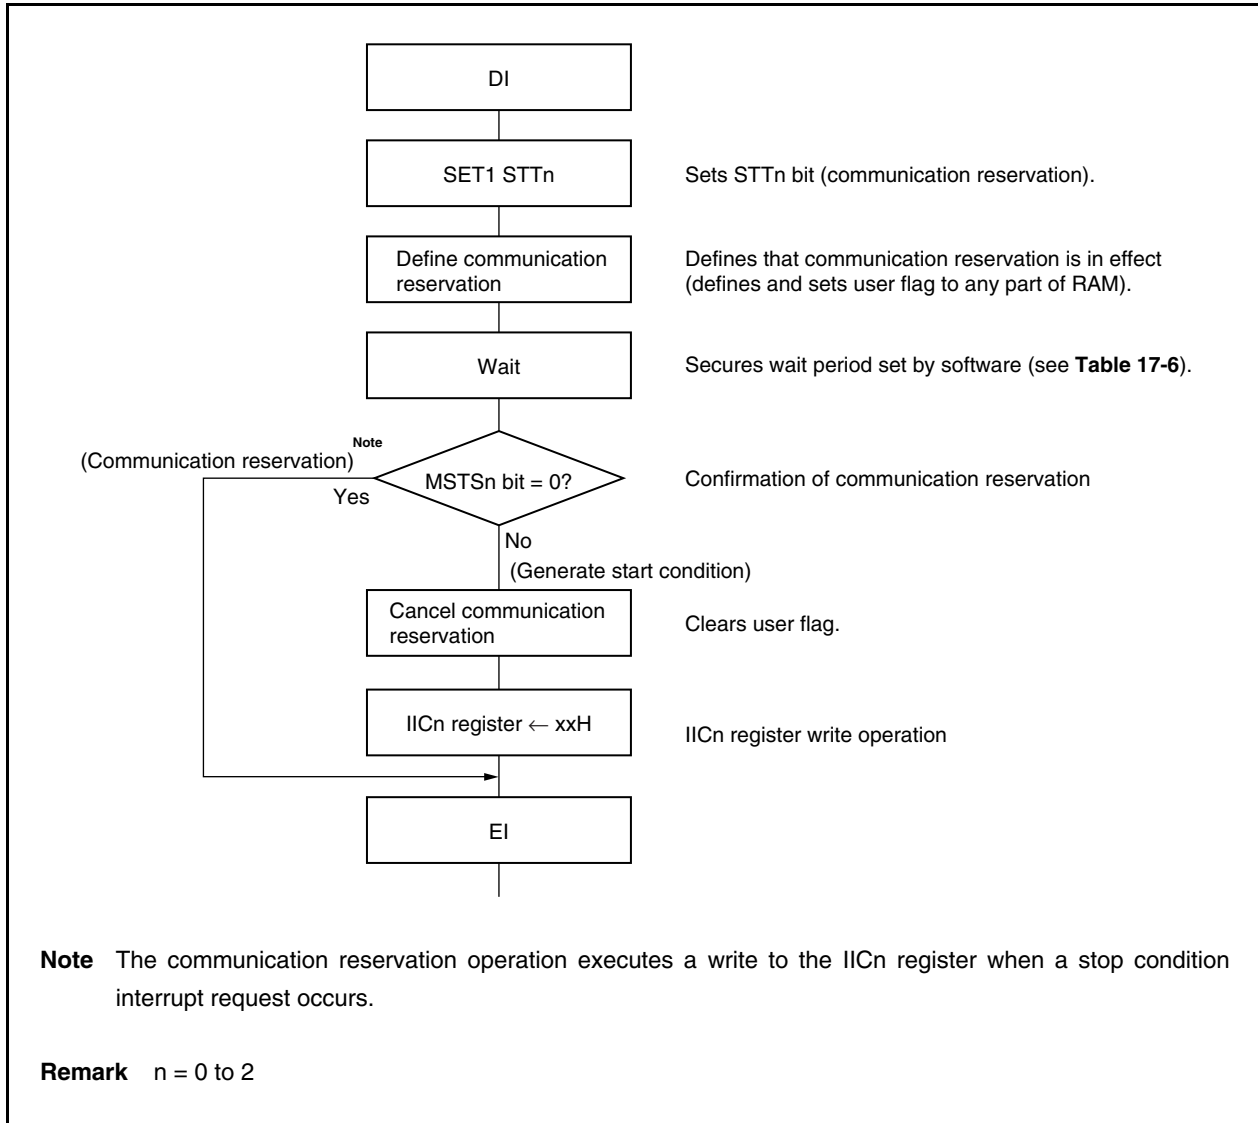 DI
SET1 STTn
Sets STTn bit (communication reservation).
Define communication
reservation
Defines that communication reservation is in effect
(defines and sets user flag to any part of RAM).
Wait
Secures wait period set by software (see Table 17-6).
(Communication reservation)Note
Yes
MSTSn bit = 0?
Confirmation of communication reservation
No
(Generate start condition)
Cancel communication
reservation
Clears user flag.
IICn register ← xxH
IICn register write operation
EI
Note The communication reservation operation executes a write to the IICn register when a stop condition
interrupt request occurs.
Remark n = 0 to 2